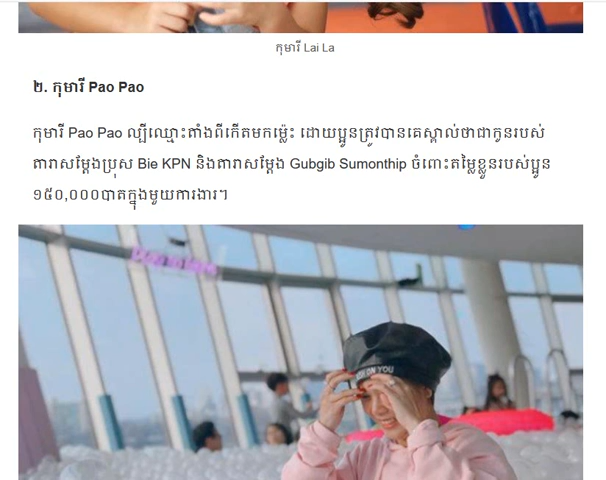 កុមារី Lai La
២. កុមារី Pao Pao
កុមារី Pao Pao ល្បីឈ្មោះតាំងពីកើតមកម៉្លេះ ដោយប្អូនត្រូវបានគេស្គាល់ថាជាកូនរបស់
តារាសម្ដែងប្រុស Bie KPN និងតារាសម្ដែង Gubgib Sumonthip ចំពោះតម្លៃខ្លួនរបស់ប្អូន
១៥០,០០០បាតក្នុងមួយការងារ។
ON YOU